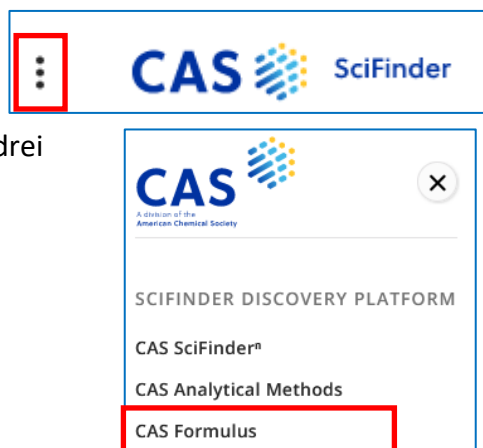 CAS SciFinder
drei
CAS
A division of the
American Chemical Society
SCIFINDER DISCOVERY PLATFORM
CAS SciFinderⁿ
CAS Analytical Methods
CAS Formulus